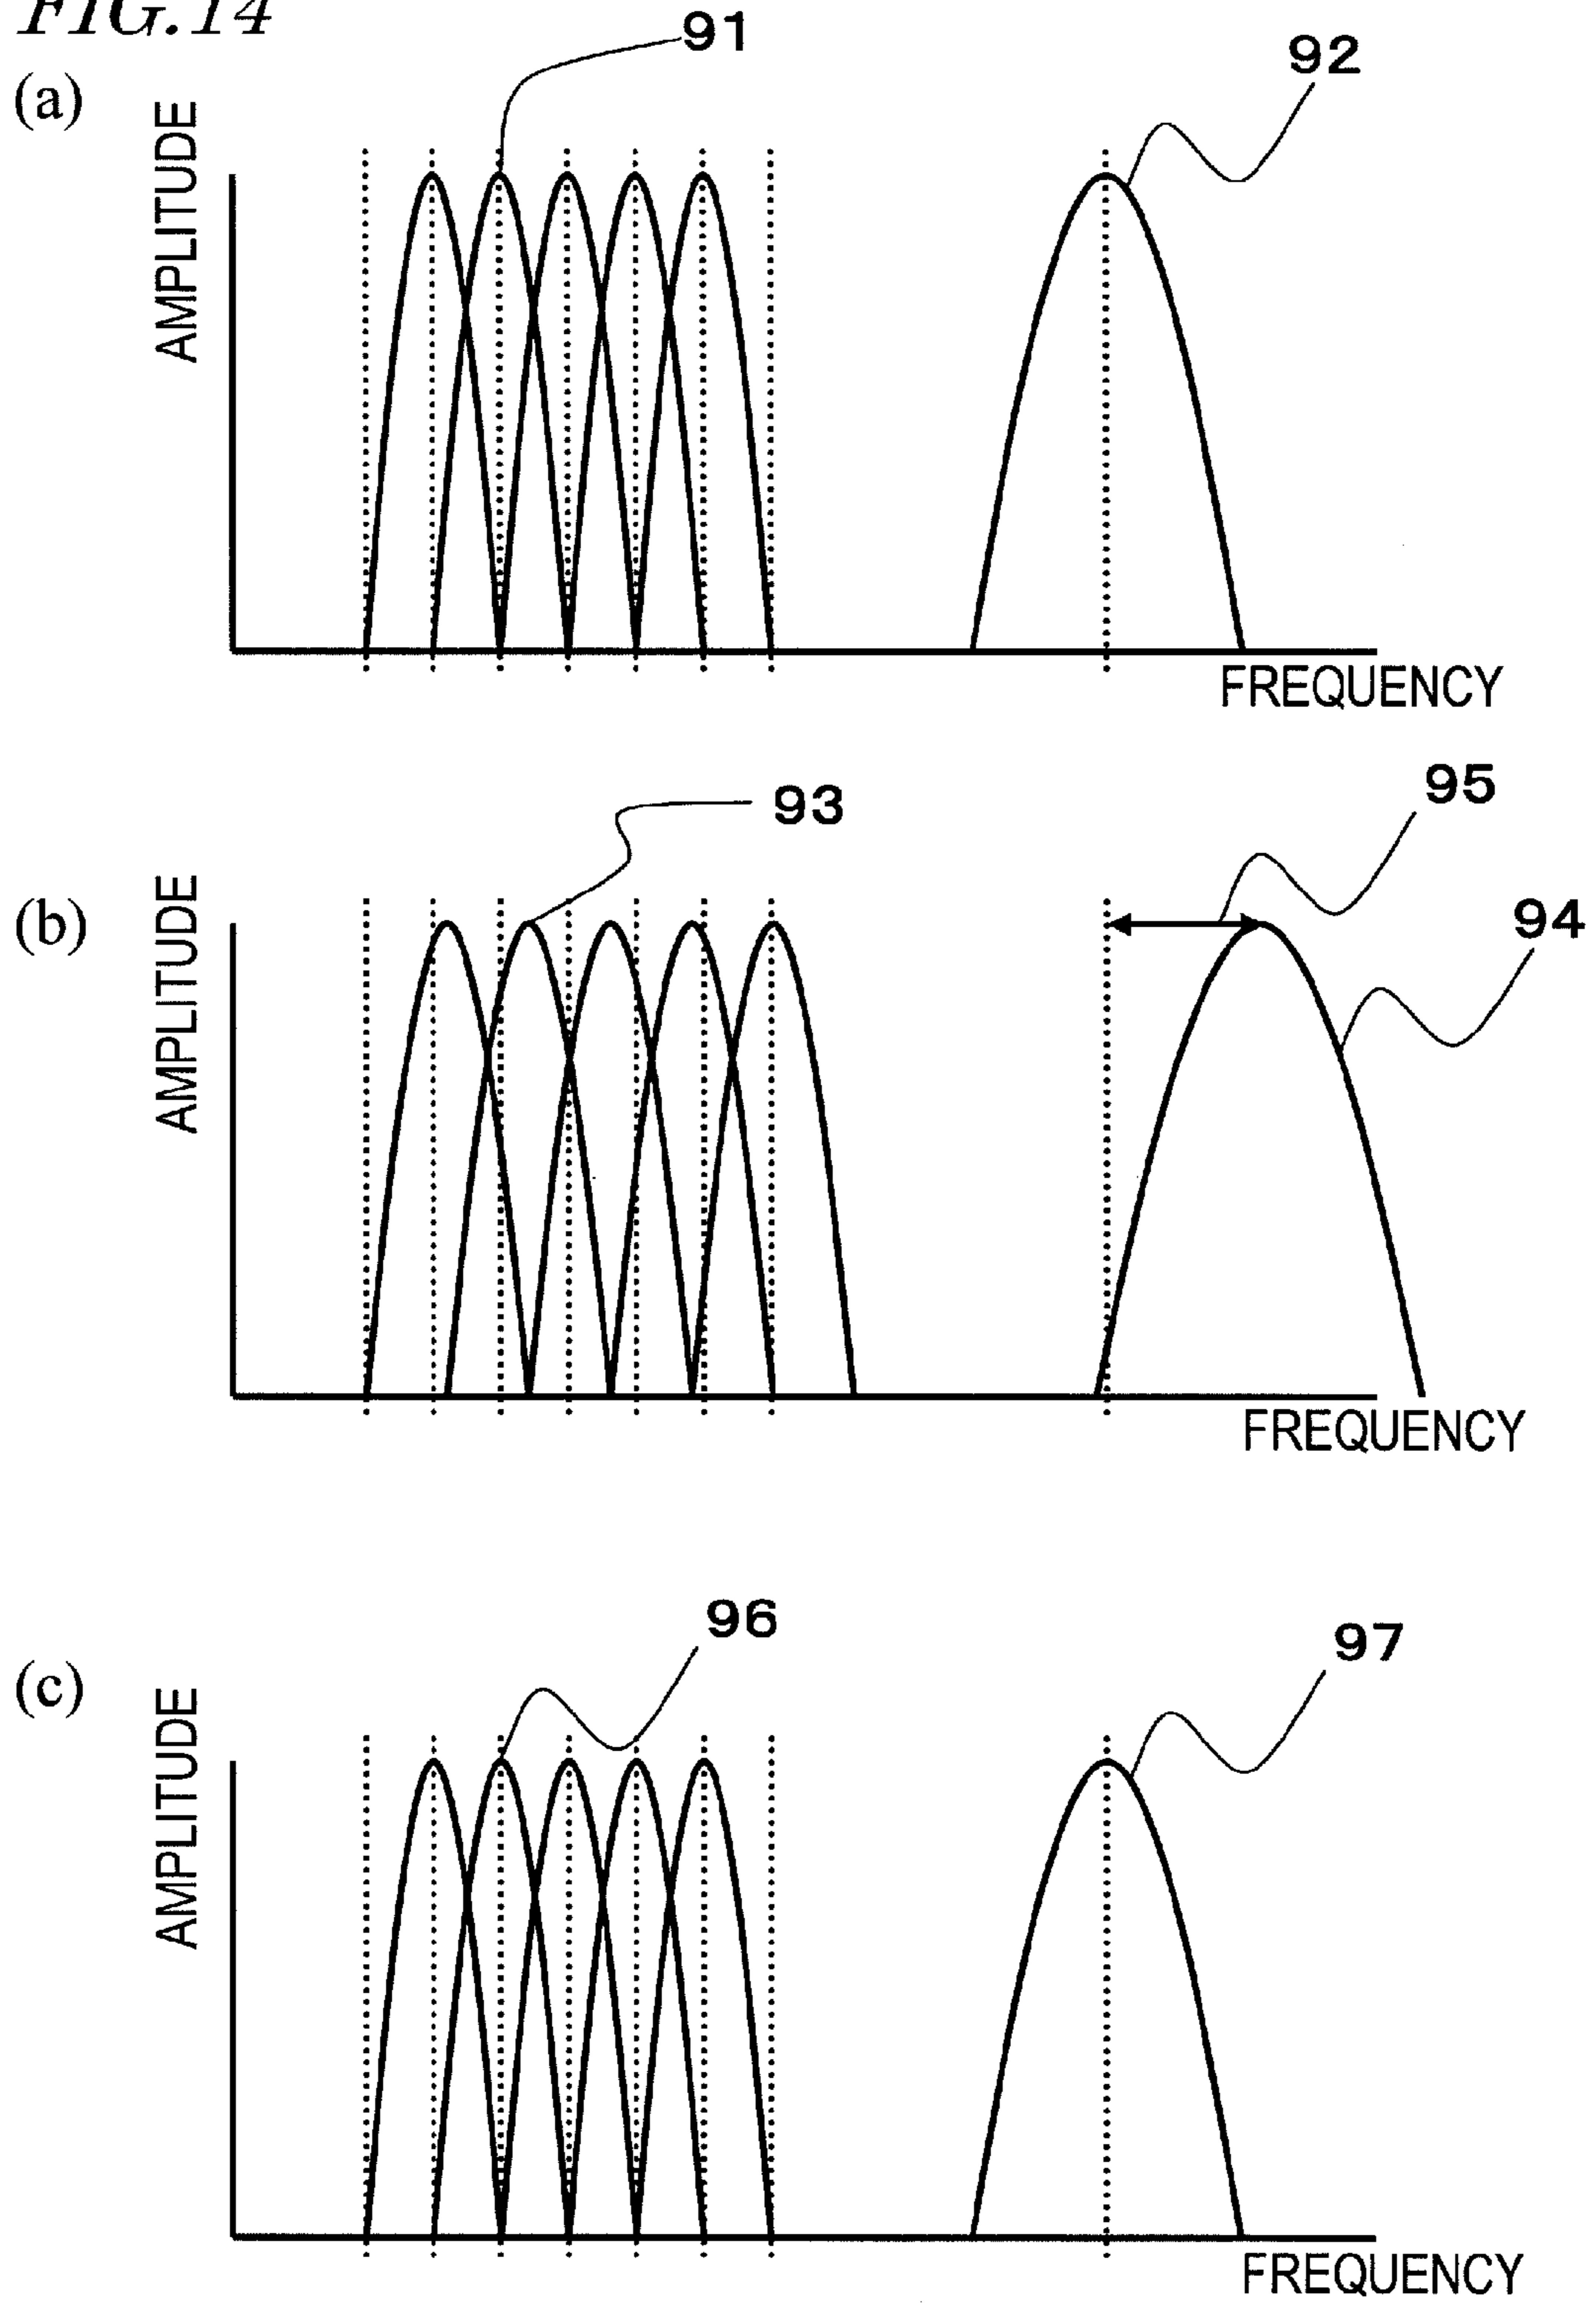 FIG.14
(a)
91
92
AMPLITUDE
FREQUENCY
(b)
93
95
94
AMPLITUDE
FREQUENCY
(c)
96
97
AMPLITUDE
FREQUENCY